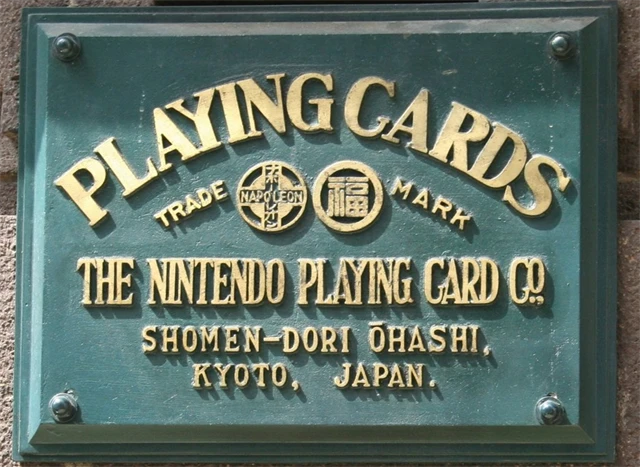 PLAYING CARDS
TRADE NAPOLEON 福 MARK
THE NINTENDO PLAYING CARD CO.,
SHOMEN-DORI ŌHASHI,
KYOTO, JAPAN.